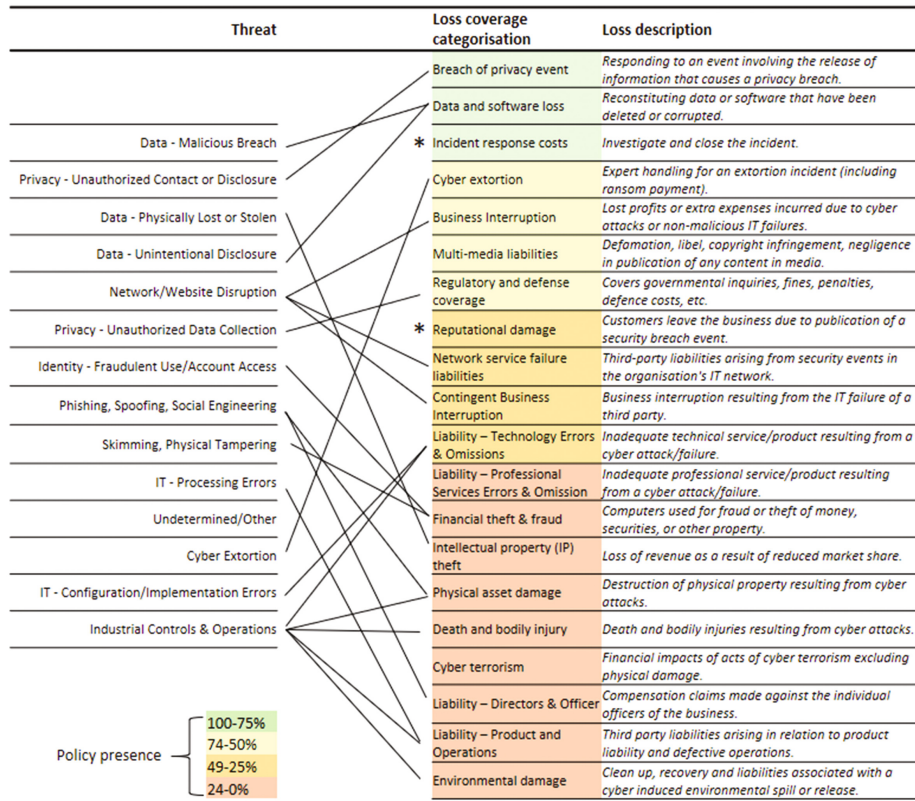 Threat
Loss coverage
categorisation
Loss description
Breach of privacy event
Responding to an event involving the release of
information that causes a privacy breach.
Data and software loss
Reconstituting data or software that have been
deleted or corrupted.
Data - Malicious Breach
* Incident response costs
Investigate and close the incident.
Privacy - Unauthorized Contact or Disclosure
Cyber extortion
Expert handling for an extortion incident (including
ransom payment).
Data - Physically Lost or Stolen
Business Interruption
Lost profits or extra expenses incurred due to cyber
attacks or non-malicious IT failures.
Data - Unintentional Disclosure
Multi-media liabilities
Defamation, libel, copyright infringement, negligence
in publication of any content in media.
Network/Website Disruption
Regulatory and defense
coverage
Covers governmental inquiries, fines, penalties,
defence costs, etc.
Privacy - Unauthorized Data Collection
* Reputational damage
Customers leave the business due to publication of a
security breach event.
Identity - Fraudulent Use/Account Access
Network service failure
liabilities
Third-party liabilities arising from security events in
the organisation's IT network.
Phishing, Spoofing, Social Engineering
Contingent Business
Interruption
Business interruption resulting from the IT failure of a
third party.
Skimming, Physical Tampering
Liability – Technology Errors
& Omissions
Inadequate technical service/product resulting from a
cyber attack/failure.
IT - Processing Errors
Liability – Professional
Services Errors & Omission
Inadequate professional service/product resulting
from a cyber attack/failure.
Undetermined/Other
Financial theft & fraud
Computers used for fraud or theft of money,
securities, or other property.
Cyber Extortion
Intellectual property (IP)
theft
Loss of revenue as a result of reduced market share.
IT - Configuration/Implementation Errors
Physical asset damage
Destruction of physical property resulting from cyber
attacks.
Industrial Controls & Operations
Death and bodily injury
Death and bodily injuries resulting from cyber attacks.
Cyber terrorism
Financial impacts of acts of cyber terrorism excluding
physical damage.
Liability – Directors & Officer
Compensation claims made against the individual
officers of the business.
Liability – Product and
Operations
Third party liabilities arising in relation to product
liability and defective operations.
Environmental damage
Clean up, recovery and liabilities associated with a
cyber induced environmental spill or release.
Policy presence
100-75%
74-50%
49-25%
24-0%